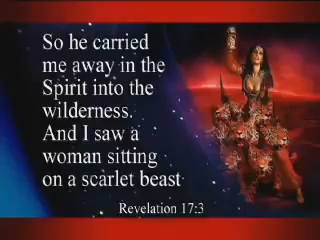 So he carried
me away in the
Spirit into the
wilderness.
And I saw a
woman sitting
on a scarlet beast
Revelation 17:3